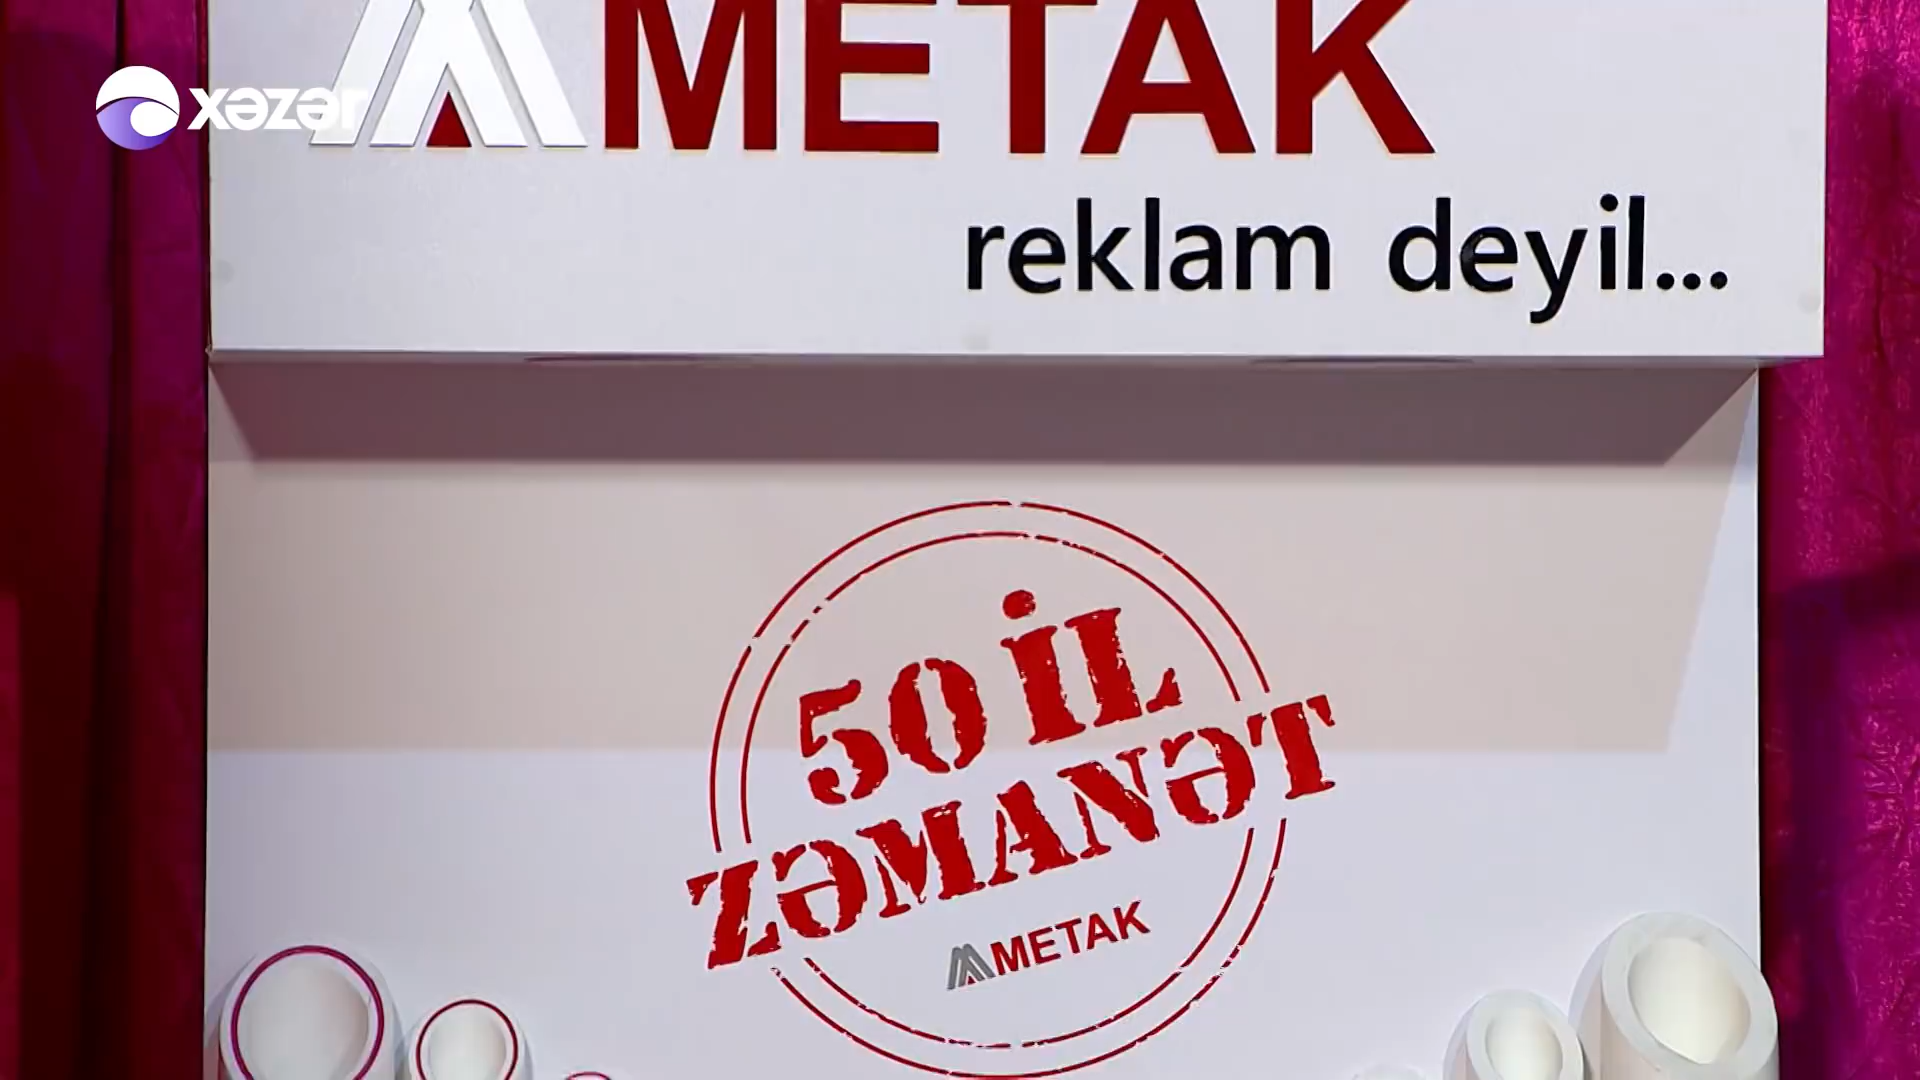 METAK
xəzər
reklam deyil...
50 İL
ZƏMANƏT
METAK